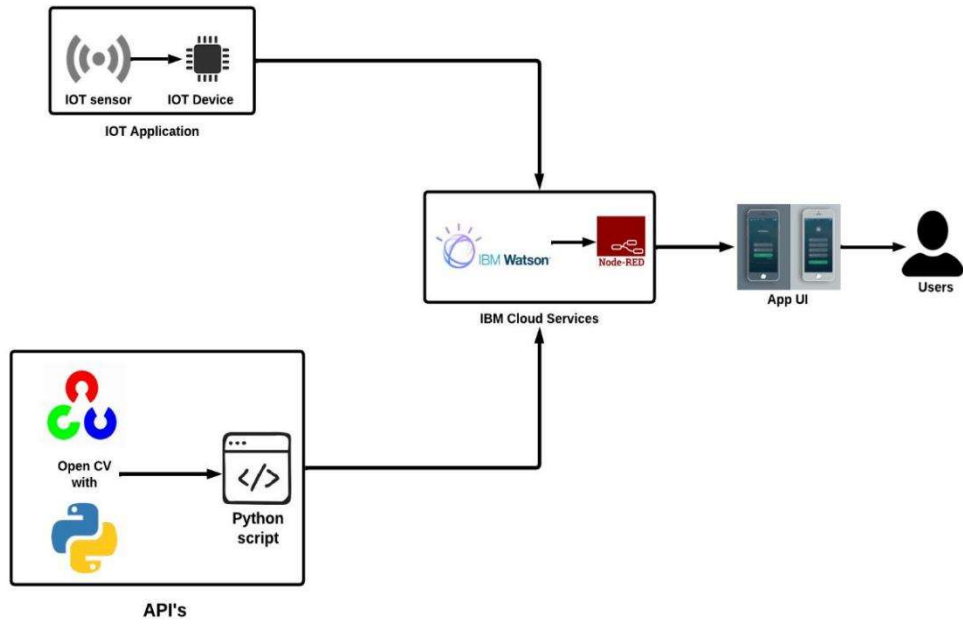 IOT sensor
IOT Device
IOT Application
IBM Watson
Node-RED
IBM Cloud Services
App UI
Users
Open CV
with
</>
Python
script
API's